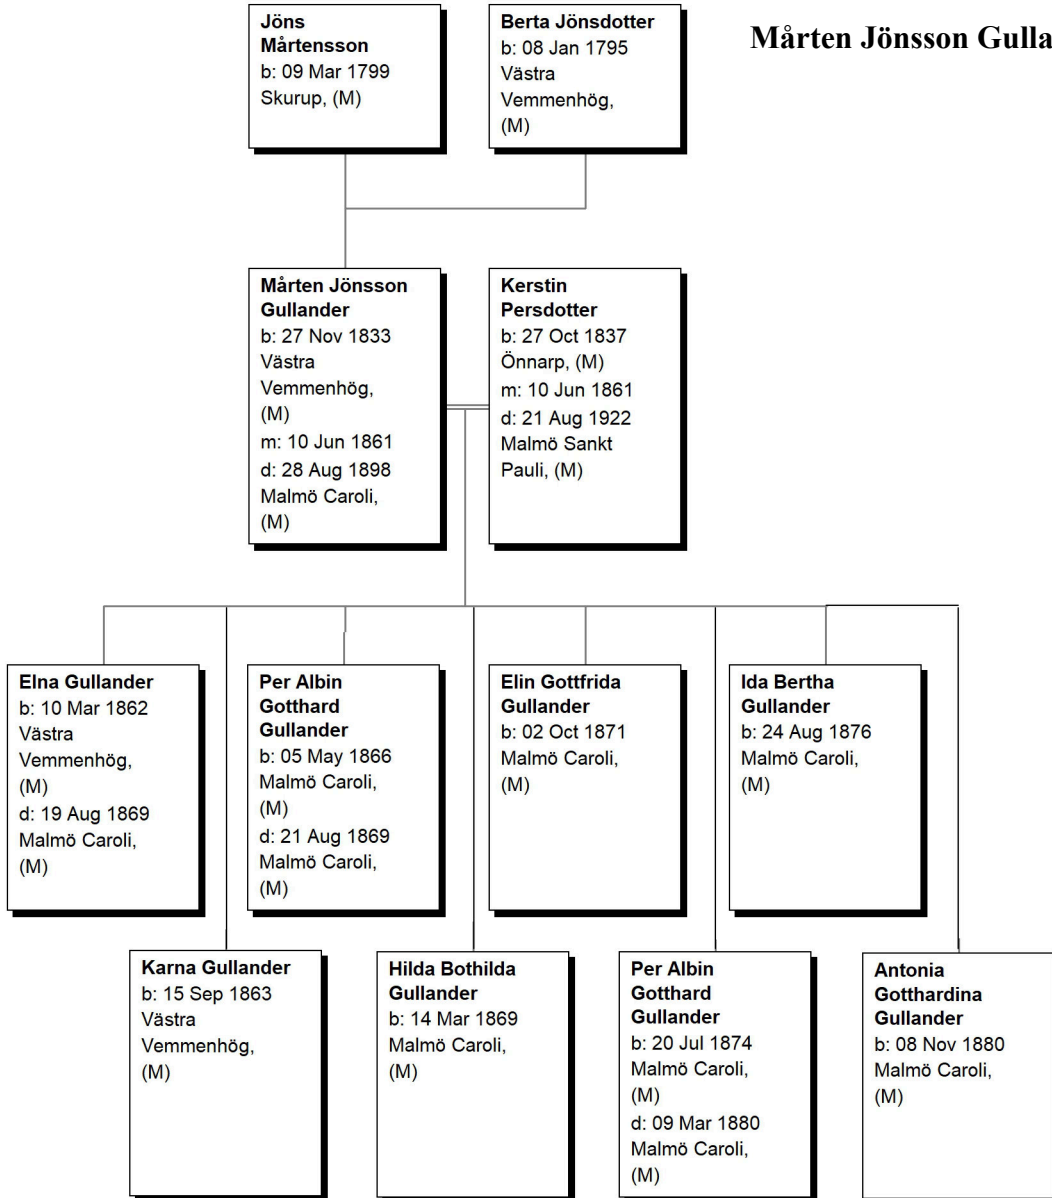 Mårten Jönsson Gulla
Jöns
Mårtensson
b: 09 Mar 1799
Skurup, (M)
Berta Jönsdotter
b: 08 Jan 1795
Västra
Vemmenhög,
(M)
Mårten Jönsson
Gullander
b: 27 Nov 1833
Västra
Vemmenhög,
(M)
m: 10 Jun 1861
d: 28 Aug 1898
Malmö Caroli,
(M)
Kerstin
Persdotter
b: 27 Oct 1837
Önnarp, (M)
m: 10 Jun 1861
d: 21 Aug 1922
Malmö Sankt
Pauli, (M)
Elna Gullander
b: 10 Mar 1862
Västra
Vemmenhög,
(M)
d: 19 Aug 1869
Malmö Caroli,
(M)
Per Albin
Gotthard
Gullander
b: 05 May 1866
Malmö Caroli,
(M)
d: 21 Aug 1869
Malmö Caroli,
(M)
Elin Gottfrida
Gullander
b: 02 Oct 1871
Malmö Caroli,
(M)
Ida Bertha
Gullander
b: 24 Aug 1876
Malmö Caroli,
(M)
Karna Gullander
b: 15 Sep 1863
Västra
Vemmenhög,
(M)
Hilda Bothilda
Gullander
b: 14 Mar 1869
Malmö Caroli,
(M)
Per Albin
Gotthard
Gullander
b: 20 Jul 1874
Malmö Caroli,
(M)
d: 09 Mar 1880
Malmö Caroli,
(M)
Antonia
Gotthardina
Gullander
b: 08 Nov 1880
Malmö Caroli,
(M)